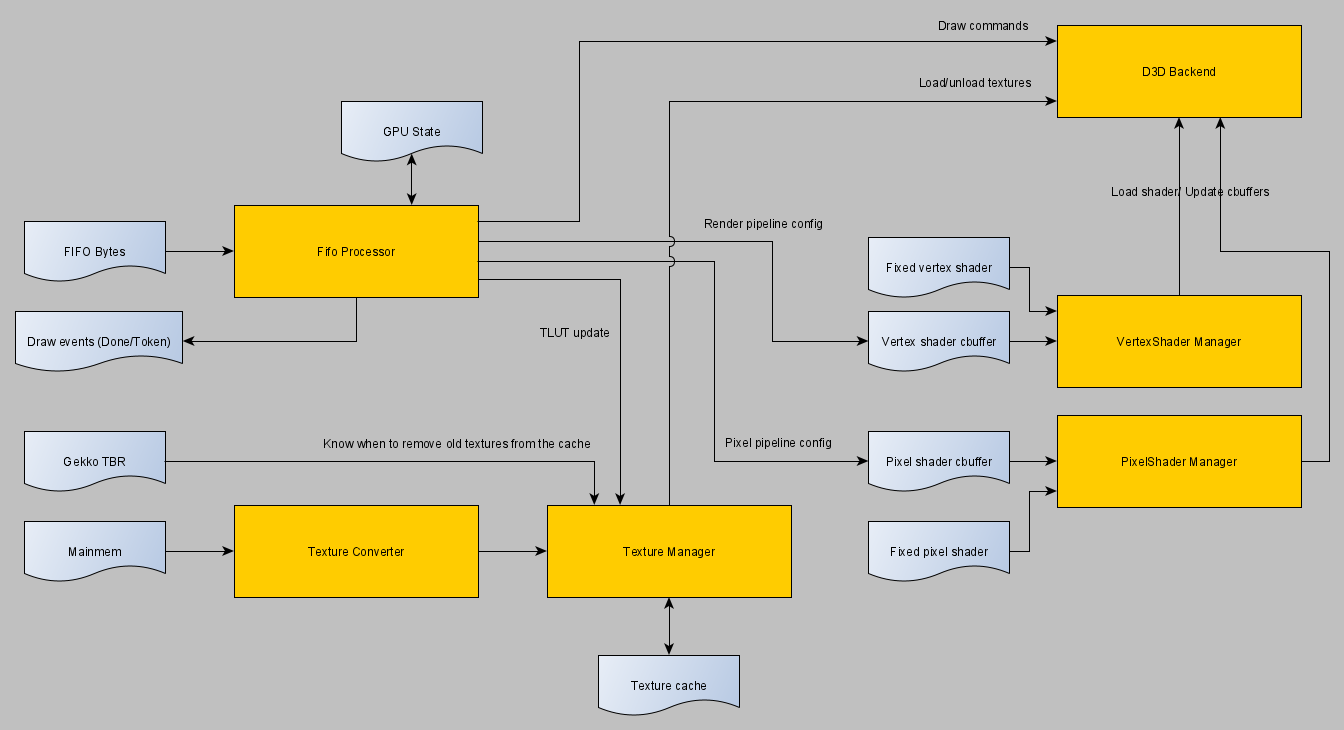 Draw commands
D3D Backend
Load/unload textures
GPU State
Load shader/ Update cbuffers
Render pipeline config
FIFO Bytes
Fifo Processor
Fixed vertex shader
TLUT update
Draw events (Done/Token)
Vertex shader cbuffer
VertexShader Manager
Know when to remove old textures from the cache
Pixel pipeline config
Gekko TBR
Pixel shader cbuffer
PixelShader Manager
Mainmem
Texture Converter
Texture Manager
Fixed pixel shader
Texture cache